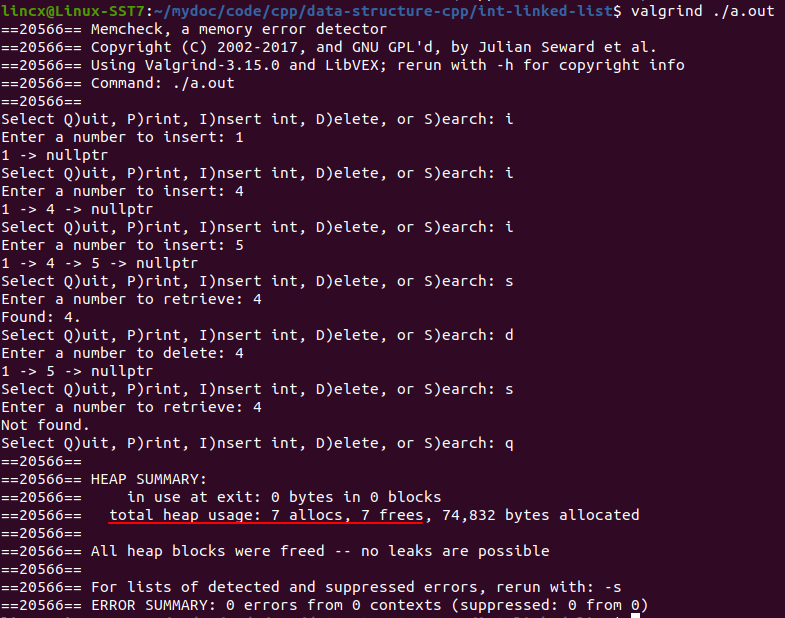 lincx@Linux-SST7:~/mydoc/code/cpp/data-structure-cpp/int-linked-list$ valgrind ./a.out
==20566== Memcheck, a memory error detector
==20566== Copyright (C) 2002-2017, and GNU GPL'd, by Julian Seward et al.
==20566== Using Valgrind-3.15.0 and LibVEX; rerun with -h for copyright info
==20566== Command: ./a.out
==20566==
Select Q)uit, P)rint, I)nsert int, D)elete, or S)earch: i
Enter a number to insert: 1
1 -> nullptr
Select Q)uit, P)rint, I)nsert int, D)elete, or S)earch: i
Enter a number to insert: 4
1 -> 4 -> nullptr
Select Q)uit, P)rint, I)nsert int, D)elete, or S)earch: i
Enter a number to insert: 5
1 -> 4 -> 5 -> nullptr
Select Q)uit, P)rint, I)nsert int, D)elete, or S)earch: s
Enter a number to retrieve: 4
Found: 4.
Select Q)uit, P)rint, I)nsert int, D)elete, or S)earch: d
Enter a number to delete: 4
1 -> 5 -> nullptr
Select Q)uit, P)rint, I)nsert int, D)elete, or S)earch: s
Enter a number to retrieve: 4
Not found.
Select Q)uit, P)rint, I)nsert int, D)elete, or S)earch: q
==20566==
==20566== HEAP SUMMARY:
==20566==     in use at exit: 0 bytes in 0 blocks
==20566==   total heap usage: 7 allocs, 7 frees, 74,832 bytes allocated
==20566==
==20566== All heap blocks were freed -- no leaks are possible
==20566==
==20566== For lists of detected and suppressed errors, rerun with: -s
==20566== ERROR SUMMARY: 0 errors from 0 contexts (suppressed: 0 from 0)